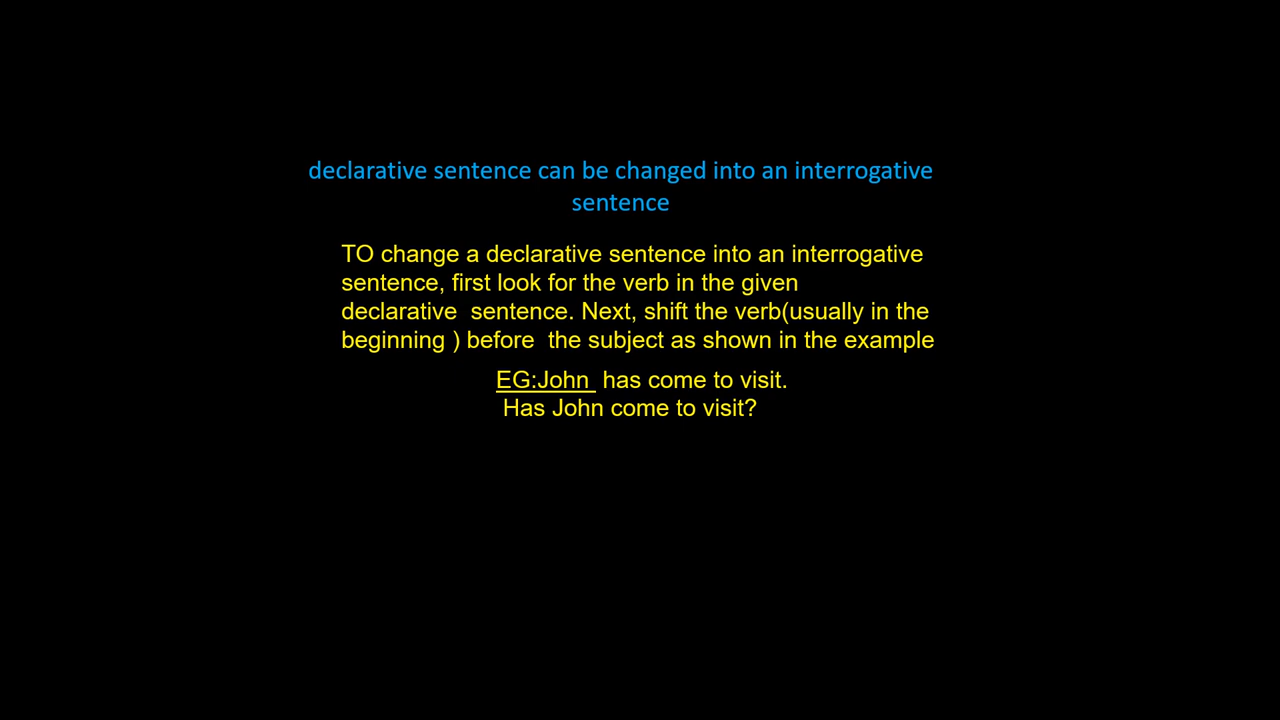 declarative sentence can be changed into an interrogative
sentence
TO change a declarative sentence into an interrogative
sentence, first look for the verb in the given
declarative  sentence. Next, shift the verb(usually in the
beginning ) before  the subject as shown in the example
EG:John  has come to visit.
Has John come to visit?